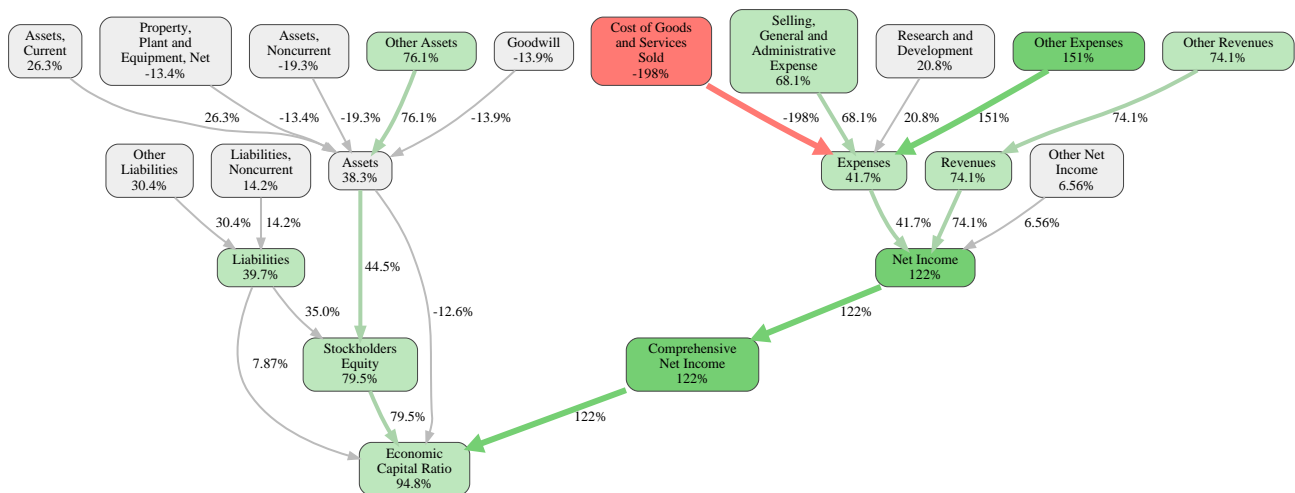 Assets,
Current
26.3%
Property,
Plant and
Equipment, Net
-13.4%
Assets,
Noncurrent
-19.3%
Other Assets
76.1%
Goodwill
-13.9%
Cost of Goods
and Services
Sold
-198%
Selling,
General and
Administrative
Expense
68.1%
Research and
Development
20.8%
Other Expenses
151%
Other Revenues
74.1%
26.3%
-13.4%
-19.3%
76.1%
-13.9%
-198%
68.1%
20.8%
151%
74.1%
Other
Liabilities
30.4%
Liabilities,
Noncurrent
14.2%
Assets
38.3%
Expenses
41.7%
Revenues
74.1%
Other Net
Income
6.56%
30.4%
14.2%
41.7%
74.1%
6.56%
Liabilities
39.7%
44.5%
Net Income
122%
35.0%
-12.6%
122%
7.87%
Stockholders
Equity
79.5%
Comprehensive
Net Income
122%
79.5%
122%
Economic
Capital Ratio
94.8%